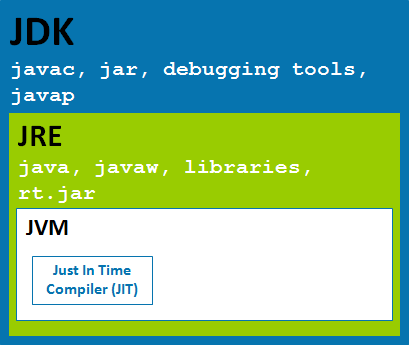 JDK
javac, jar, debugging tools,
javap
JRE
java, javaw, libraries,
rt.jar
JVM
Just In Time
Compiler (JIT)